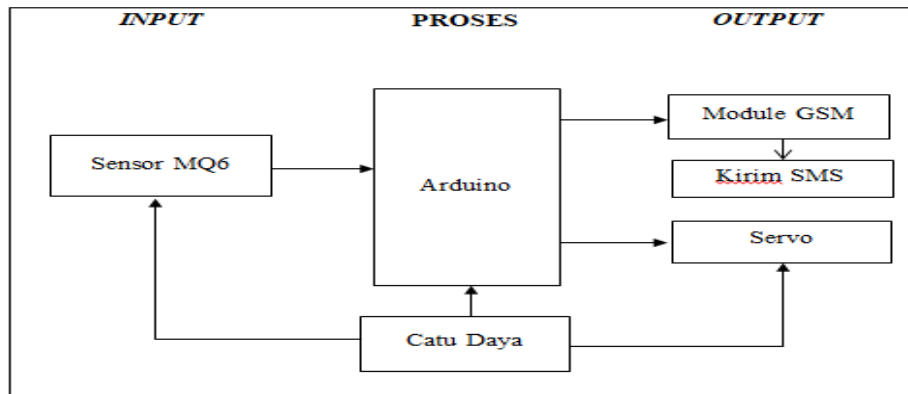 INPUT
PROSES
OUTPUT
Module GSM
Sensor MQ6
Kirim SMS
Arduino
Servo
Catu Daya